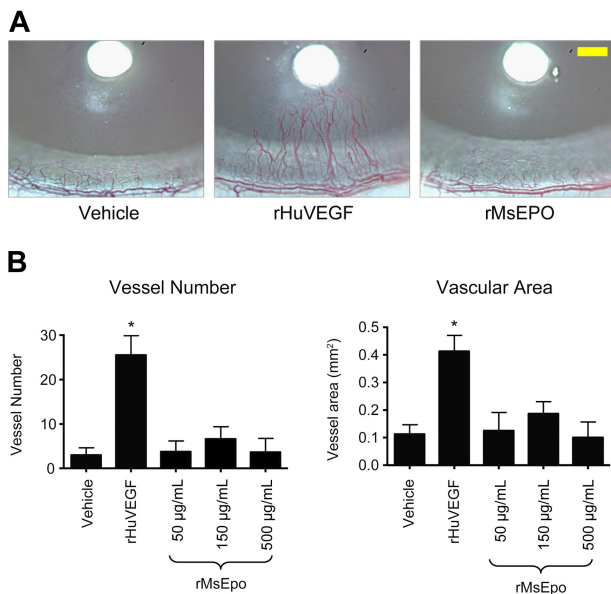 A
Vehicle
rHuVEGF
rMsEPO
B
Vessel Number
Vessel Number
30
20
10
0
*
Vehicle
rHuVEGF
50 µg/mL
150 µg/mL
500 µg/mL
rMsEpo
Vascular Area
Vessel area (mm²)
0.5
0.4
0.3
0.2
0.1
0.0
*
Vehicle
rHuVEGF
50 µg/mL
150 µg/mL
500 µg/mL
rMsEpo